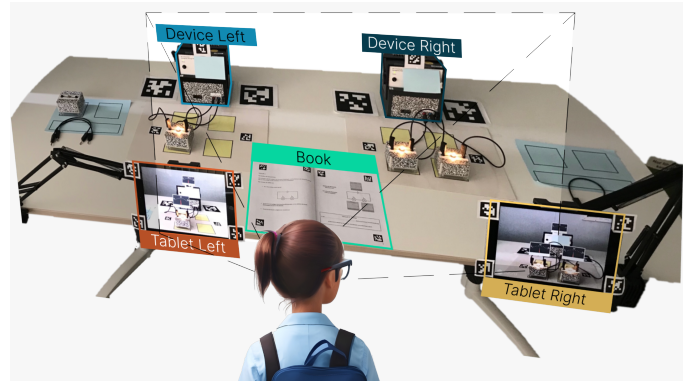 Device Left
Device Right
Book
Tablet Left
Tablet Right